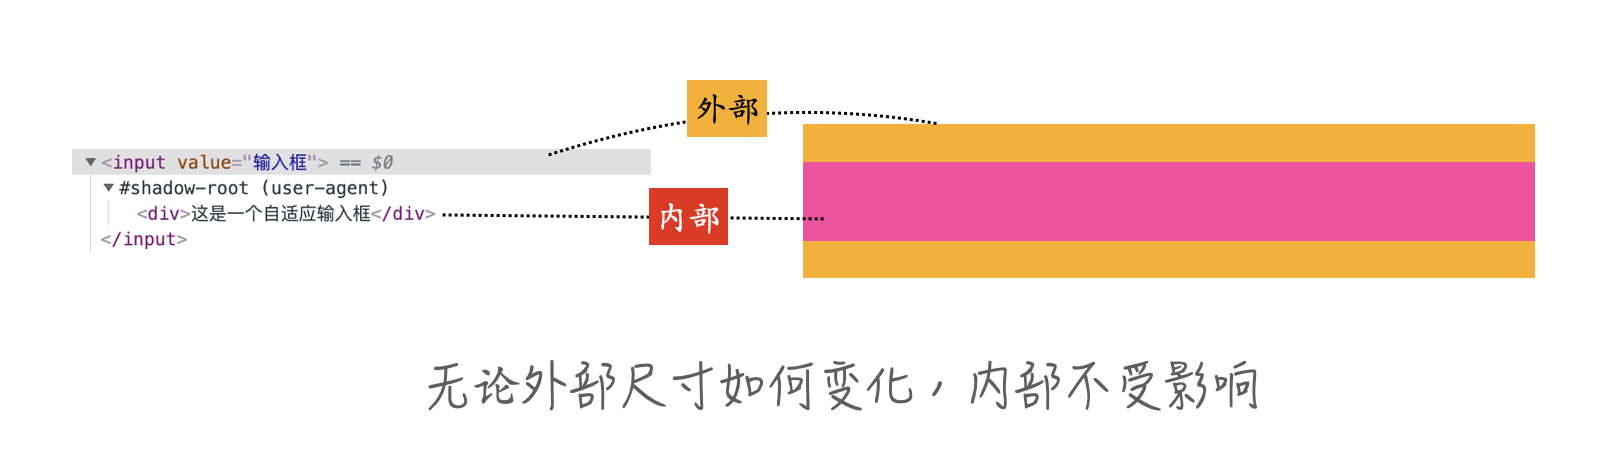 外部
<input value="输入框"> == $0
#shadow-root (user-agent)
<div>这是一个自适应输入框</div>
内部
</input>
无论外部尺寸如何变化，内部不受影响